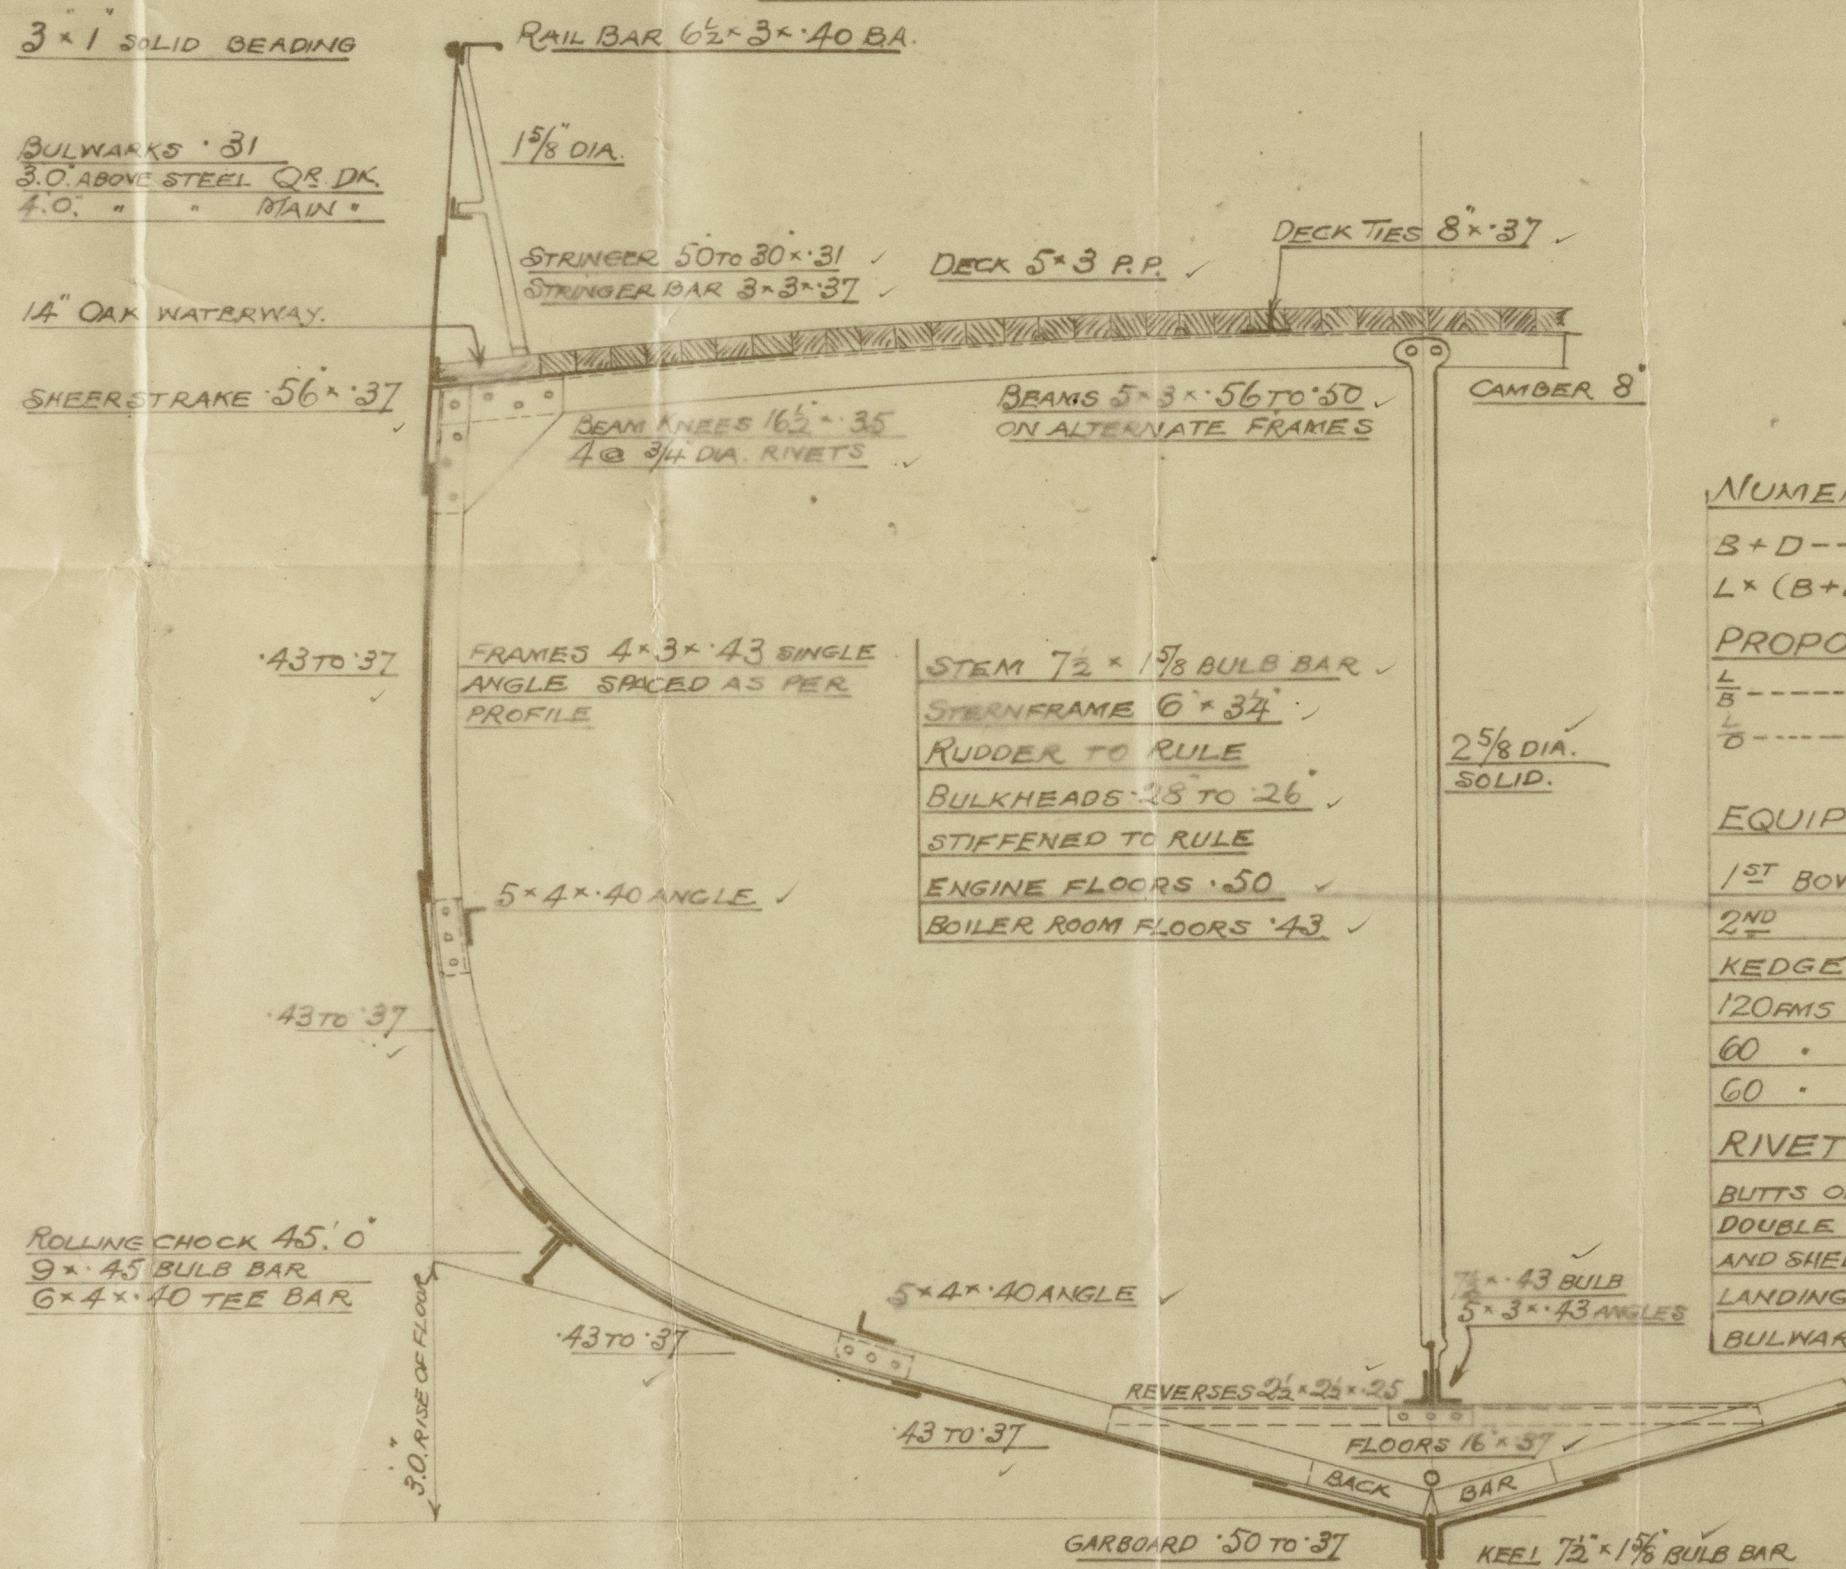 3" × 1" SOLID BEADING
RAIL BAR 6½ × 3 × ·40 B.A.
BULWARKS ·31
3'.0" ABOVE STEEL QR. DK.
4'.0" " " MAIN "
1 5/8" DIA.
STRINGER 50" TO 30" × ·31
STRINGER BAR 3 × 3 × ·37
DECK 5 × 3 P.P.
DECK TIES 8" × ·37
14" OAK WATERWAY.
SHEERSTRAKE ·56 × ·37
BEAM KNEES 16½" × ·35
4 @ 3/4" DIA. RIVETS
BEAMS 5 × 3 × ·56 TO ·50
ON ALTERNATE FRAMES
CAMBER 8"
·43 TO ·37
FRAMES 4 × 3 × ·43 SINGLE
ANGLE SPACED AS PER
PROFILE
STEM 7½ × 1 5/8 BULB BAR
STERNFRAME 6" × 3¼"
RUDDER TO RULE
BULKHEADS ·28" TO ·26"
STIFFENED TO RULE
ENGINE FLOORS ·50
BOILER ROOM FLOORS ·43
2 5/8 DIA.
SOLID.
5 × 4 × ·40 ANGLE
·43 TO ·37
ROLLING CHOCK 45'.0"
9 × ·45 BULB BAR
6 × 4 × ·40 TEE BAR
3'.0" RISE OF FLOOR
·43 TO ·37
5 × 4 × ·40 ANGLE
7½ × ·43 BULB
5 × 3 × ·43 ANGLES
REVERSES 2½ × 2½ × ·25
·43 TO ·37
FLOORS 16" × ·37
BACK BAR
GARBOARD ·50 TO ·37
KEEL 7½" × 1 5/8" BULB BAR
NUMER
B + D --
L × (B +
PROPO
L/B -----
L/D -----
EQUIP
1ST BOW
2ND
KEDGE
120 FMS
60 "
60 "
RIVET
BUTTS O
DOUBLE
AND SHE
LANDING
BULWAR